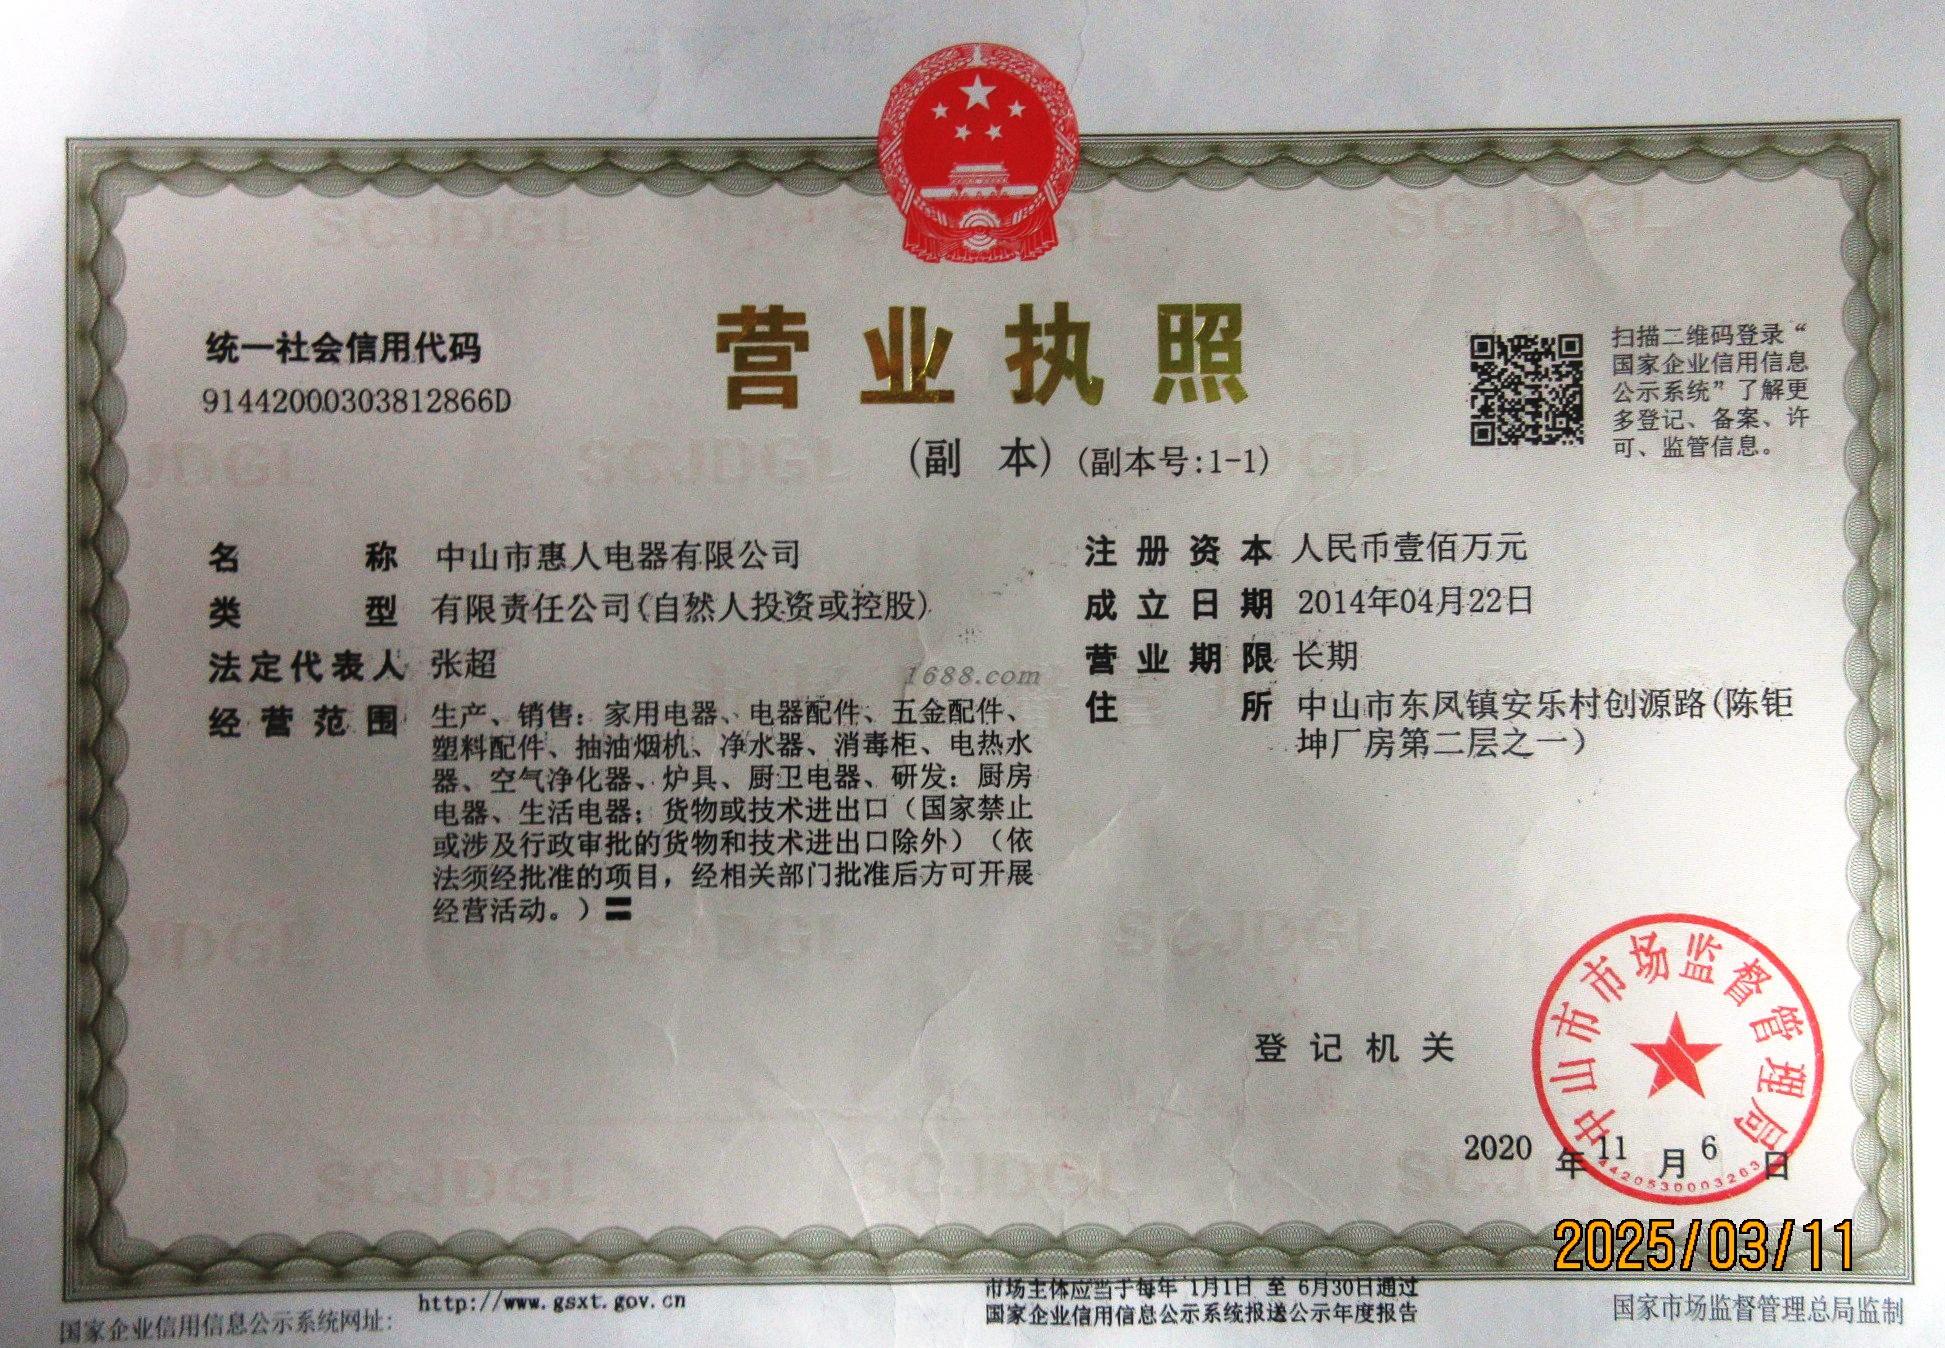 营业执照
(副 本) (副本号:1-1)
统一社会信用代码
91442000303812866D
扫描二维码登录“
国家企业信用信息
公示系统”了解更
多登记、备案、许
可、监管信息。
名 称 中山市惠人电器有限公司
类 型 有限责任公司(自然人投资或控股)
法定代表人 张超
经营范围 生产、销售：家用电器、电器配件、五金配件、
塑料配件、抽油烟机、净水器、消毒柜、电热水
器、空气净化器、炉具、厨卫电器、研发：厨房
电器、生活电器；货物或技术进出口（国家禁止
或涉及行政审批的货物和技术进出口除外）（依
法须经批准的项目，经相关部门批准后方可开展
经营活动。）
注册资本 人民币壹佰万元
成立日期 2014年04月22日
营业期限 长期
住 所 中山市东凤镇安乐村创源路(陈钜
坤厂房第二层之一)
1688.com
登记机关
中山市市场监督管理局
4420530003263
2020 年 11 月 6 日
2025/03/11
国家企业信用信息公示系统网址:
http://www.gsxt.gov.cn
市场主体应当于每年 1月1日 至 6月30日通过
国家企业信用信息公示系统报送公示年度报告
国家市场监督管理总局监制
SCJDGL